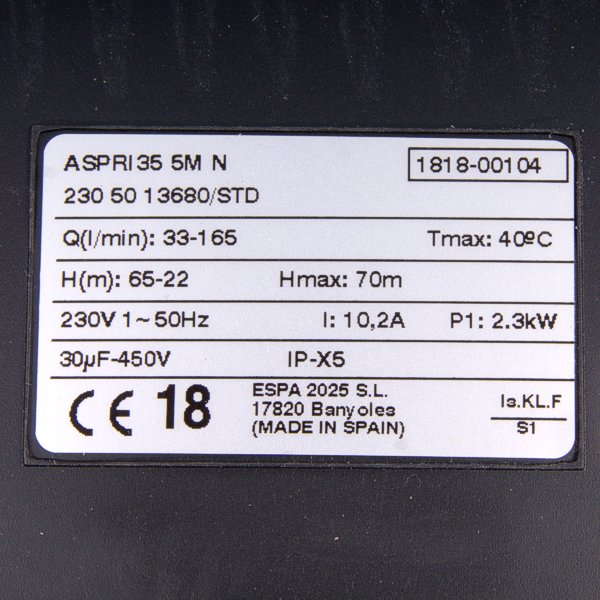 ASPRI35 5M N 1818-00104
230 50 13680/STD
Q(l/min): 33-165 Tmax: 40ºC
H(m): 65-22 Hmax: 70m
230V 1~50Hz I: 10,2A P1: 2.3kW
30µF-450V IP-X5
CE 18
ESPA 2025 S.L.
17820 Banyoles
(MADE IN SPAIN)
Is.KL.F
S1